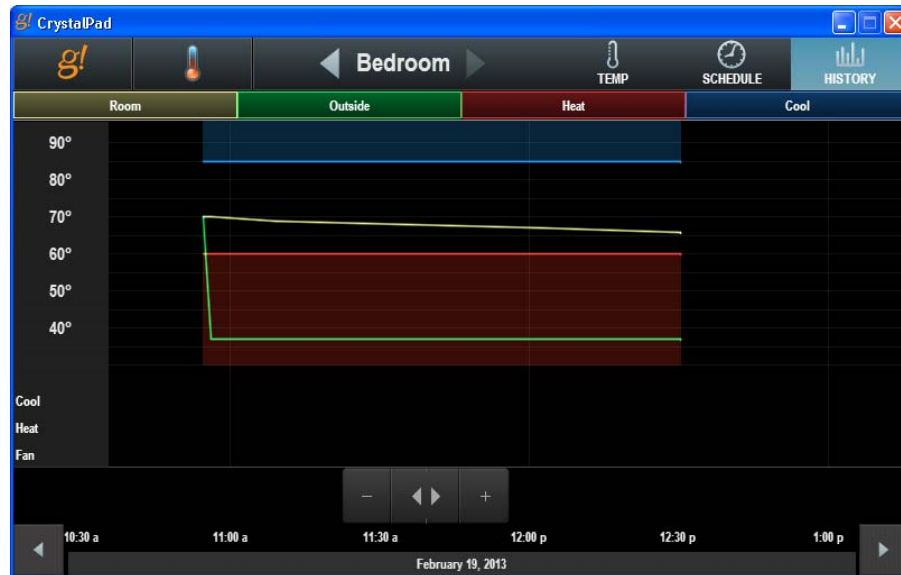 g! CrystalPad
g! Bedroom TEMP SCHEDULE HISTORY
Room Outside Heat Cool
90°
80°
70°
60°
50°
40°
Cool
Heat
Fan
− +
10:30 a 11:00 a 11:30 a 12:00 p 12:30 p 1:00 p
February 19, 2013